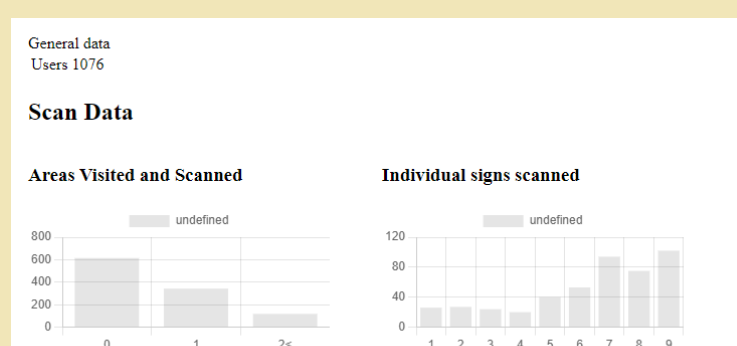 General data
Users 1076
Scan Data
Areas Visited and Scanned
undefined
800
600
400
200
0
0 1 2<
Individual signs scanned
undefined
120
80
40
0
1 2 3 4 5 6 7 8 9